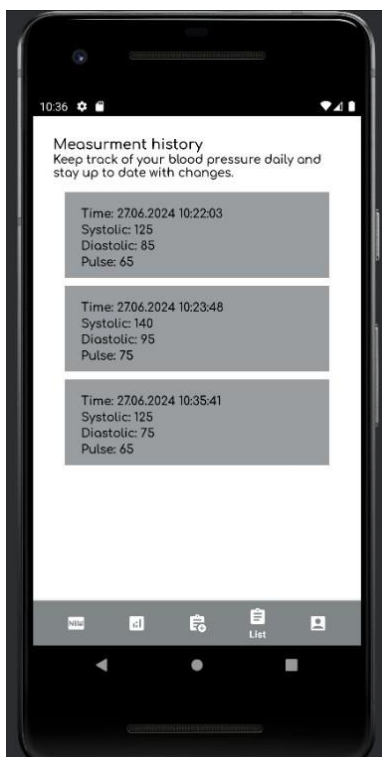 10:36
Measurment history
Keep track of your blood pressure daily and
stay up to date with changes.
Time: 27.06.2024 10:22:03
Systolic: 125
Diastolic: 85
Pulse: 65
Time: 27.06.2024 10:23:48
Systolic: 140
Diastolic: 95
Pulse: 75
Time: 27.06.2024 10:35:41
Systolic: 125
Diastolic: 75
Pulse: 65
NEW
List